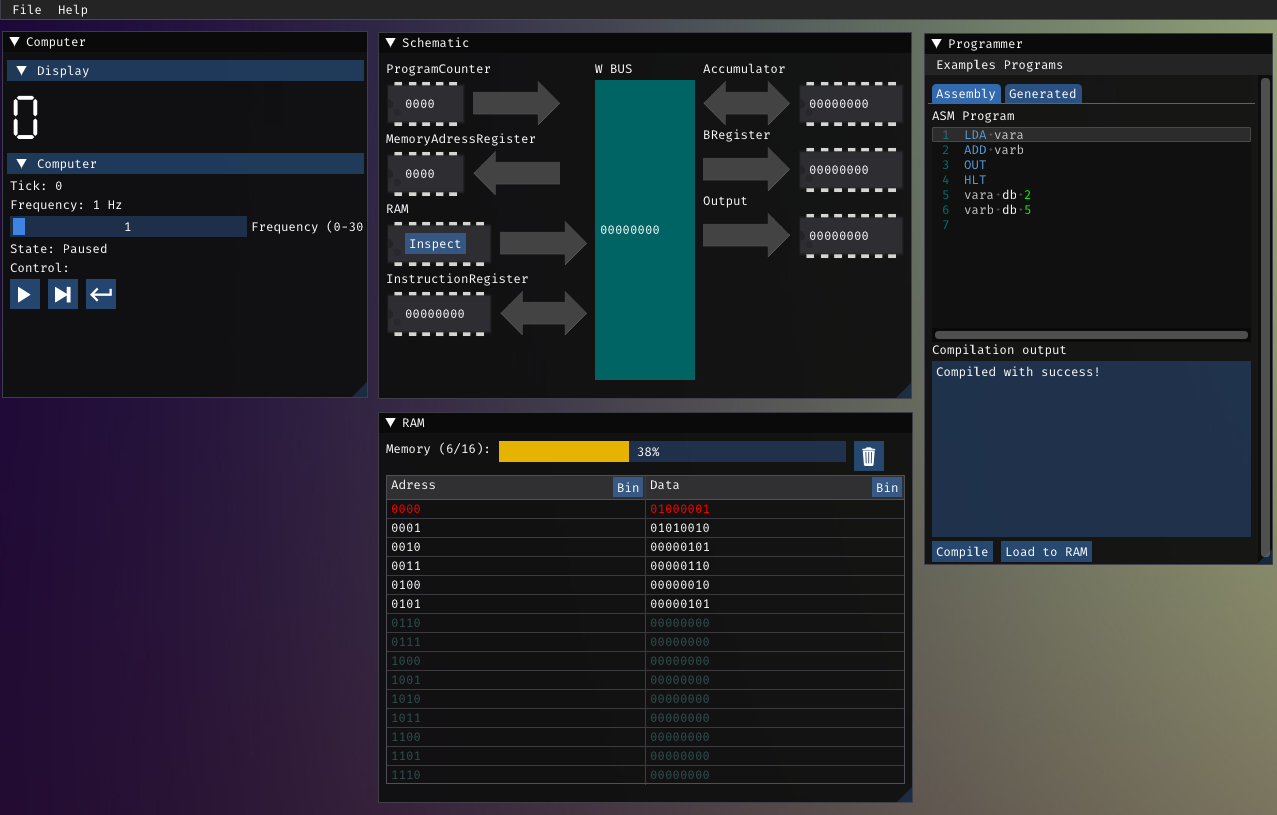 File Help
Computer
Display
0
Computer
Tick: 0
Frequency: 1 Hz
1 Frequency (0-30
State: Paused
Control:
Schematic
ProgramCounter
0000
MemoryAdressRegister
0000
RAM
Inspect
InstructionRegister
00000000
W BUS
00000000
Accumulator
00000000
BRegister
00000000
Output
00000000
RAM
Memory (6/16): 38%
Adress Bin Data Bin
0000 01000001
0001 01010010
0010 00000101
0011 00000110
0100 00000010
0101 00000101
0110 00000000
0111 00000000
1000 00000000
1001 00000000
1010 00000000
1011 00000000
1100 00000000
1101 00000000
1110 00000000
Programmer
Examples Programs
Assembly Generated
ASM Program
1 LDA·vara
2 ADD·varb
3 OUT
4 HLT
5 vara·db·2
6 varb·db·5
7
Compilation output
Compiled with success!
Compile Load to RAM